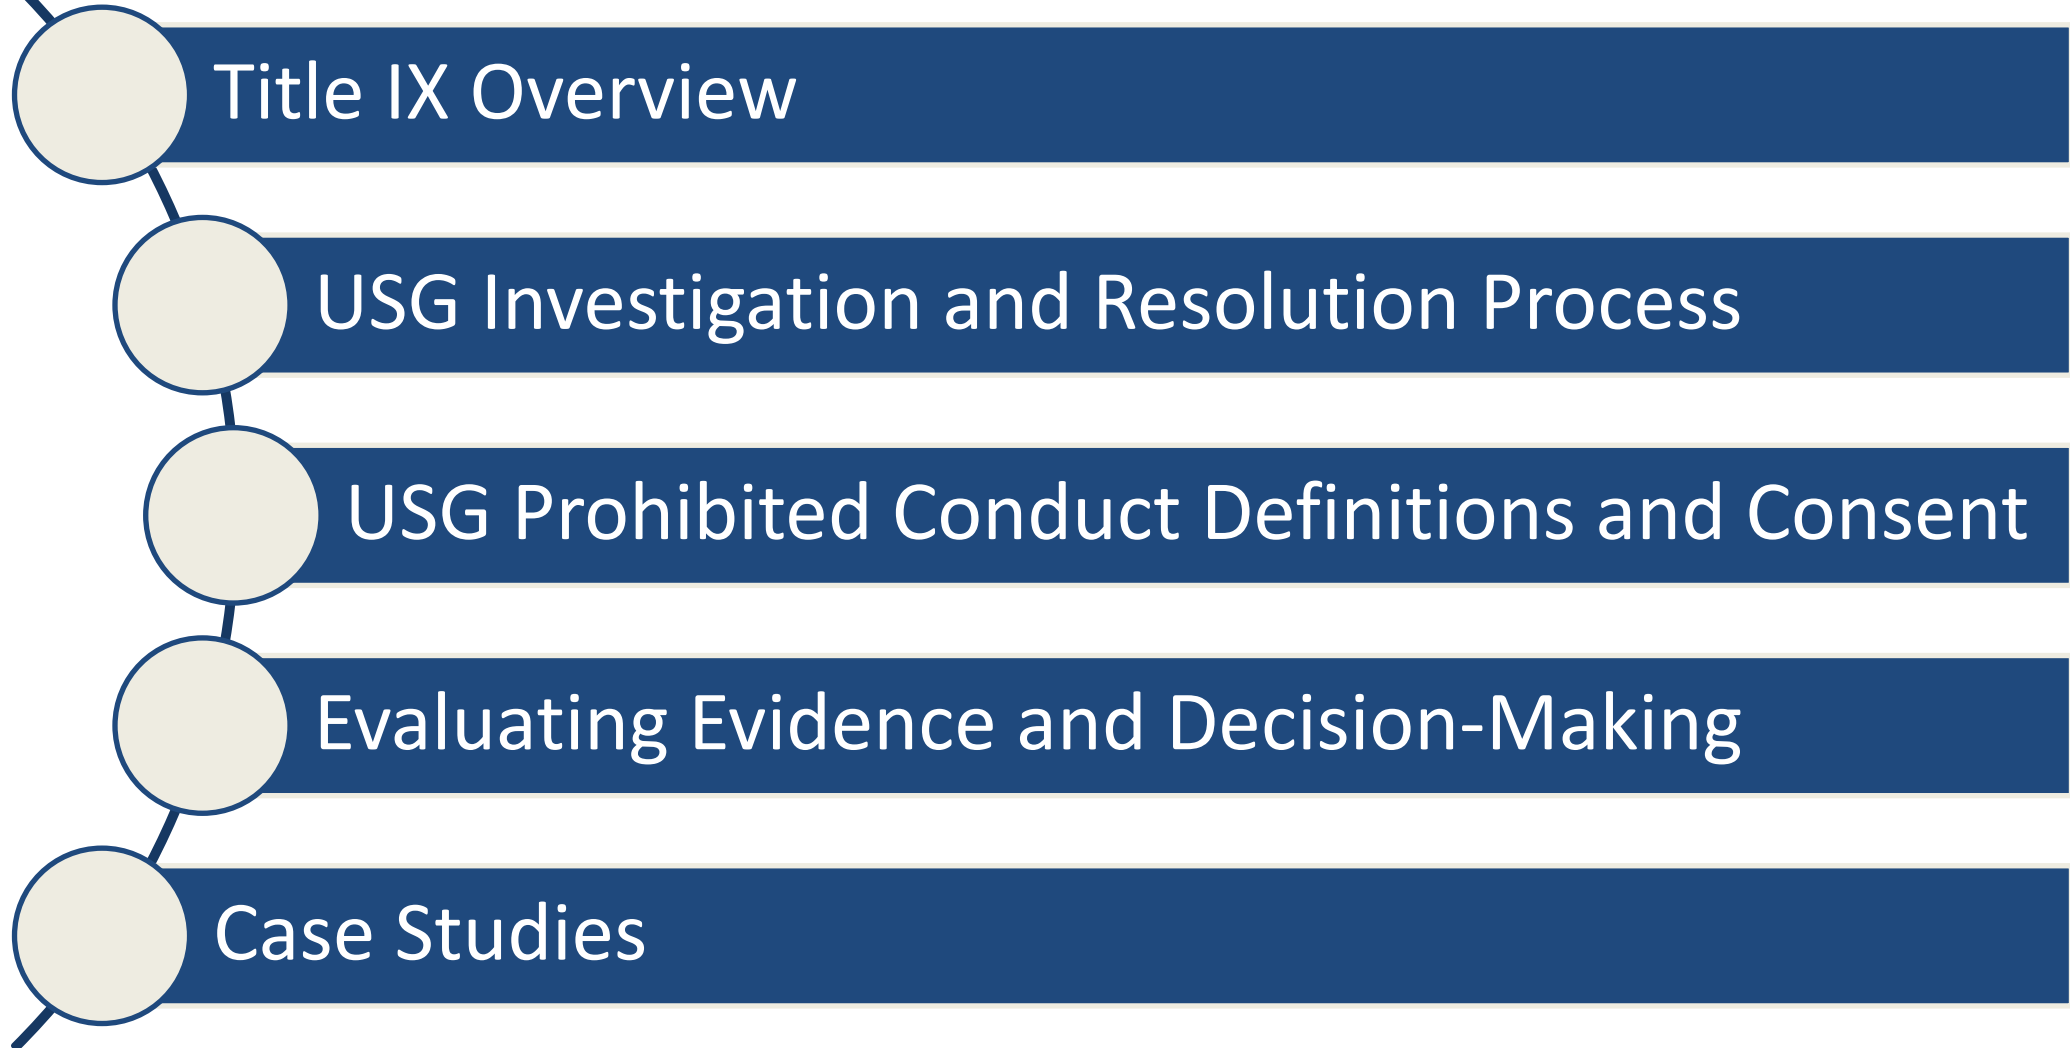 Title IX Overview
USG Investigation and Resolution Process
USG Prohibited Conduct Definitions and Consent
Evaluating Evidence and Decision-Making
Case Studies